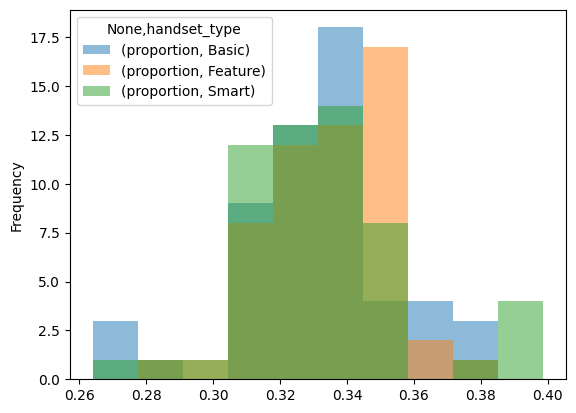 None,handset_type
(proportion, Basic)
(proportion, Feature)
(proportion, Smart)
Frequency
17.5
15.0
12.5
10.0
7.5
5.0
2.5
0.0
0.26 0.28 0.30 0.32 0.34 0.36 0.38 0.40